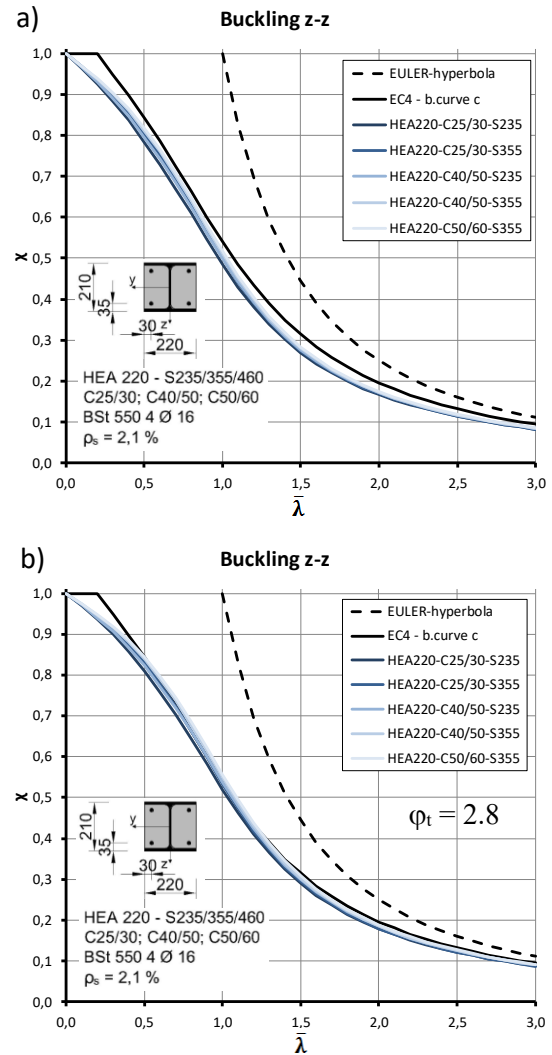 a)
Buckling z-z
1,0
0,9
0,8
0,7
0,6
0,5
0,4
0,3
0,2
0,1
0,0
χ
EULER-hyperbola
EC4 - b.curve c
HEA220-C25/30-S235
HEA220-C25/30-S355
HEA220-C40/50-S235
HEA220-C40/50-S355
HEA220-C50/60-S355
210
35
y
30 z
220
HEA 220 - S235/355/460
C25/30; C40/50; C50/60
BSt 550 4 Ø 16
ρs = 2,1 %
0,0 0,5 1,0 1,5 2,0 2,5 3,0
λ̄
b)
Buckling z-z
1,0
0,9
0,8
0,7
0,6
0,5
0,4
0,3
0,2
0,1
0,0
χ
EULER-hyperbola
EC4 - b.curve c
HEA220-C25/30-S235
HEA220-C25/30-S355
HEA220-C40/50-S235
HEA220-C40/50-S355
HEA220-C50/60-S355
φt = 2.8
210
35
y
30 z
220
HEA 220 - S235/355/460
C25/30; C40/50; C50/60
BSt 550 4 Ø 16
ρs = 2,1 %
0,0 0,5 1,0 1,5 2,0 2,5 3,0
λ̄